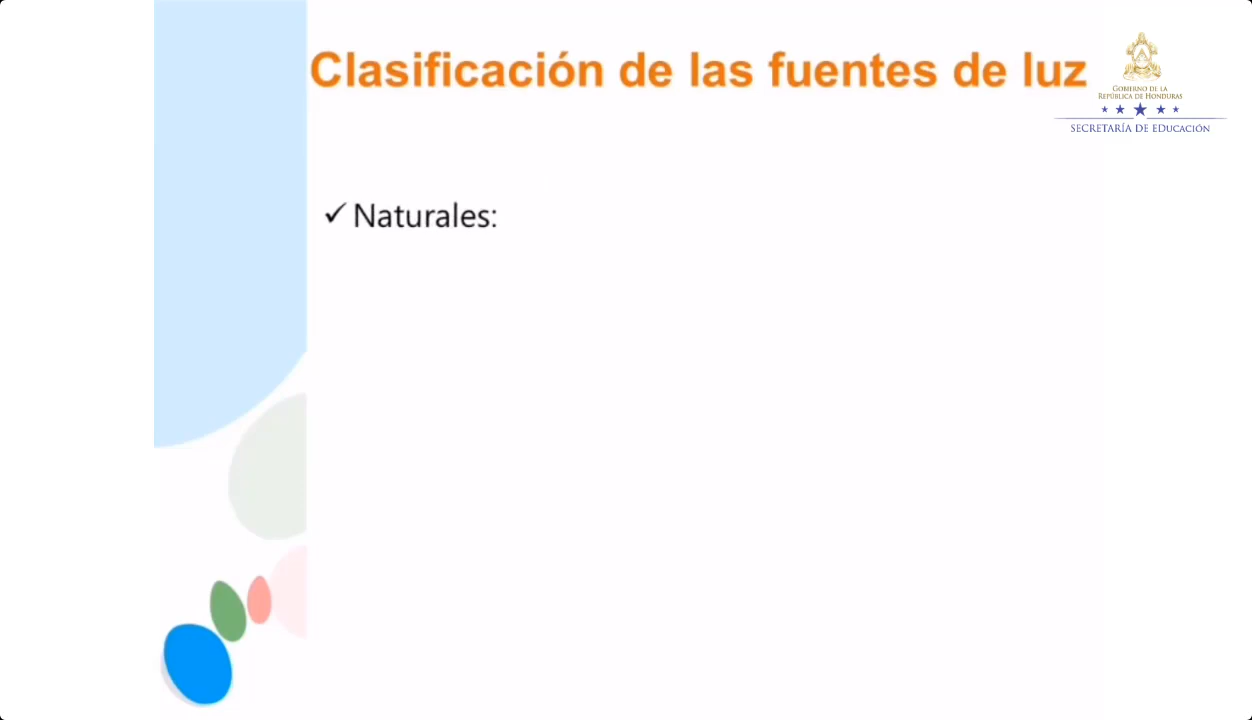 Clasificación de las fuentes de luz
GOBIERNO DE LA
REPÚBLICA DE HONDURAS
SECRETARÍA DE EDUCACIÓN
✓ Naturales: